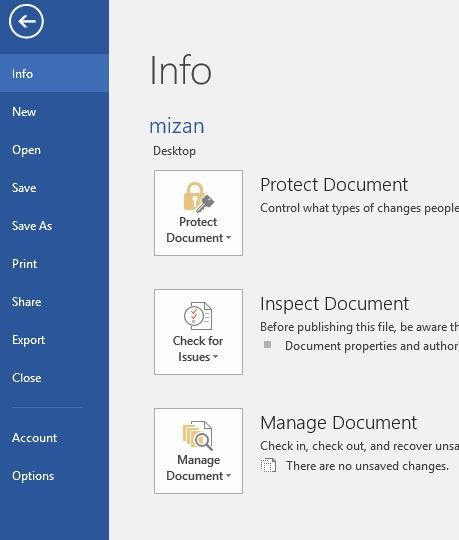 Info
New
Open
Save
Save As
Print
Share
Export
Close
Account
Options
Info
mizan
Desktop
Protect
Document
Protect Document
Control what types of changes people
Check for
Issues
Inspect Document
Before publishing this file, be aware th
Document properties and author'
Manage
Document
Manage Document
Check in, check out, and recover unsa
There are no unsaved changes.